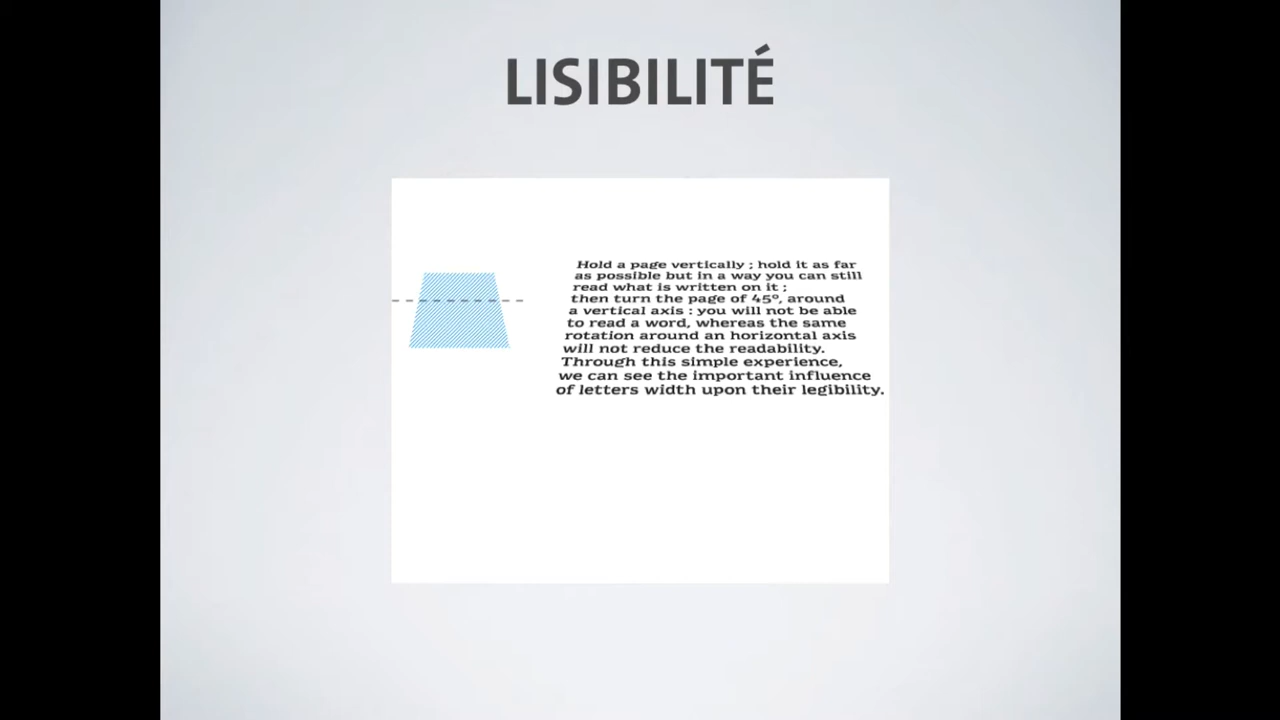 LISIBILITÉ
Hold a page vertically ; hold it as far
as possible but in a way you can still
read what is written on it ;
then turn the page of 45°, around
a vertical axis : you will not be able
to read a word, whereas the same
rotation around an horizontal axis
will not reduce the readability.
Through this simple experience,
we can see the important influence
of letters width upon their legibility.